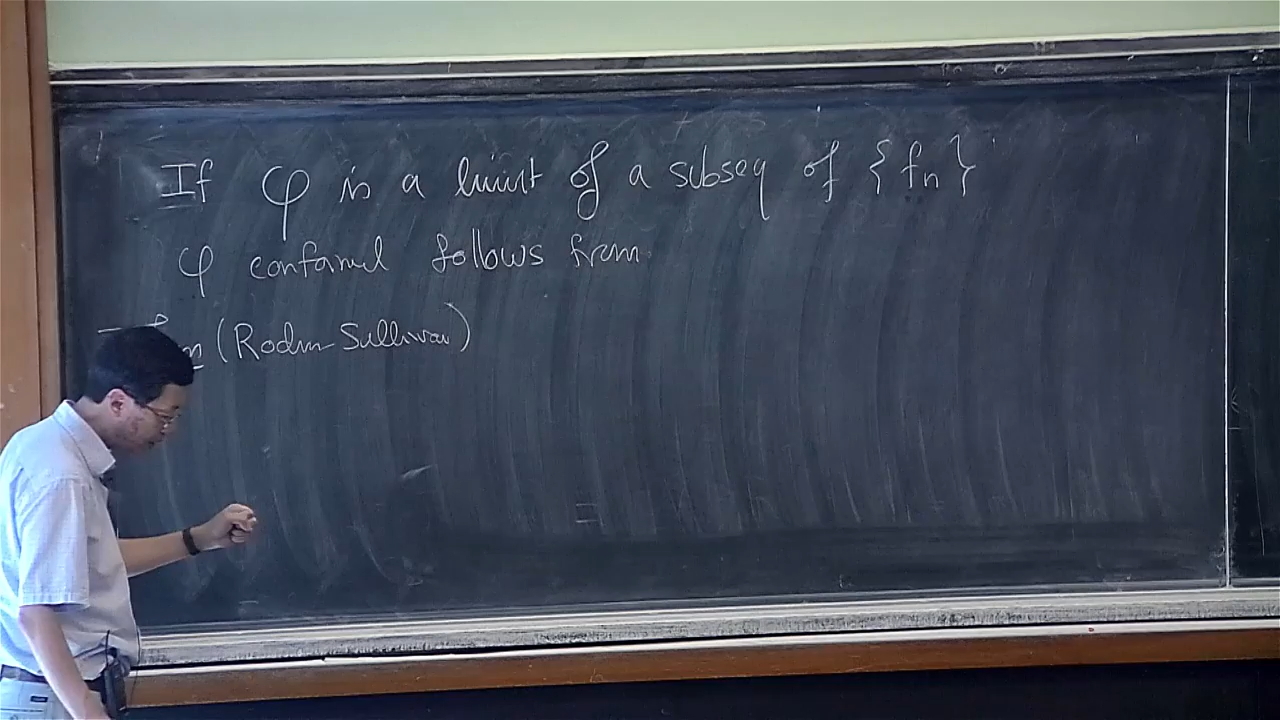 If φ is a limit of a subseq of {fn}
φ conformal follows from
(Rodin-Sullivan)